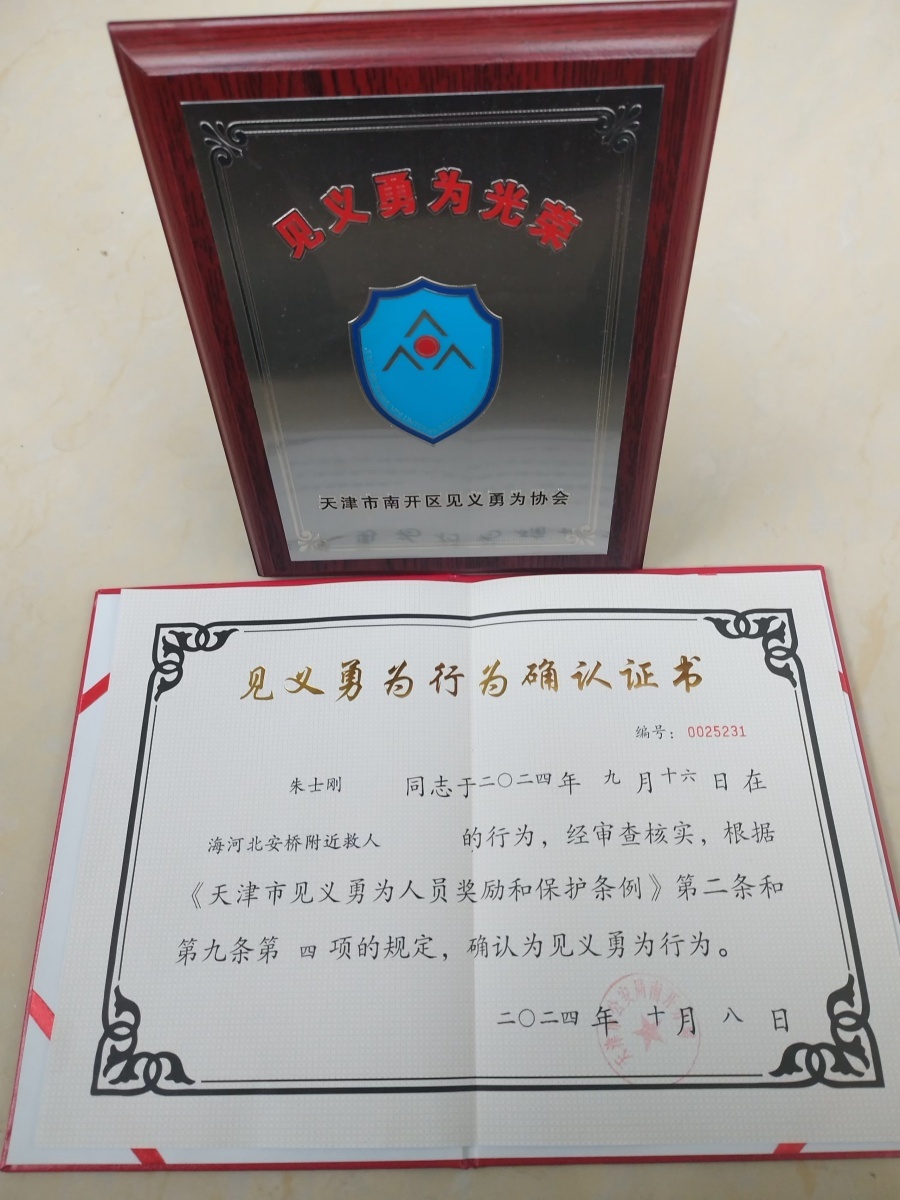 见义勇为光荣
天津市南开区见义勇为协会
见义勇为行为确认证书
编号：0025231
朱士刚 同志于二〇二四年 九 月十六日在
海河北安桥附近救人 的行为，经审查核实，根据
《天津市见义勇为人员奖励和保护条例》第二条和
第九条第 四 项的规定，确认为见义勇为行为。
二〇二四年 十月 八 日